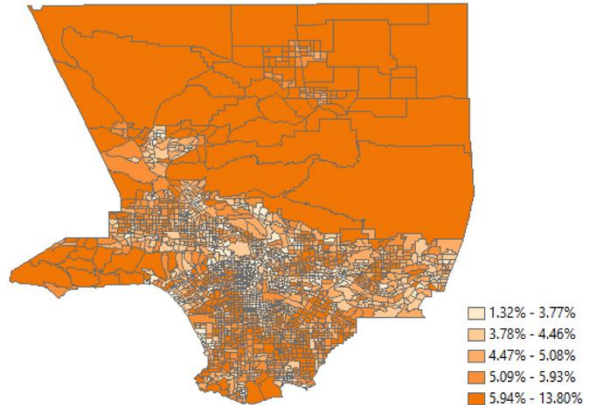 1.32% - 3.77%
3.78% - 4.46%
4.47% - 5.08%
5.09% - 5.93%
5.94% - 13.80%